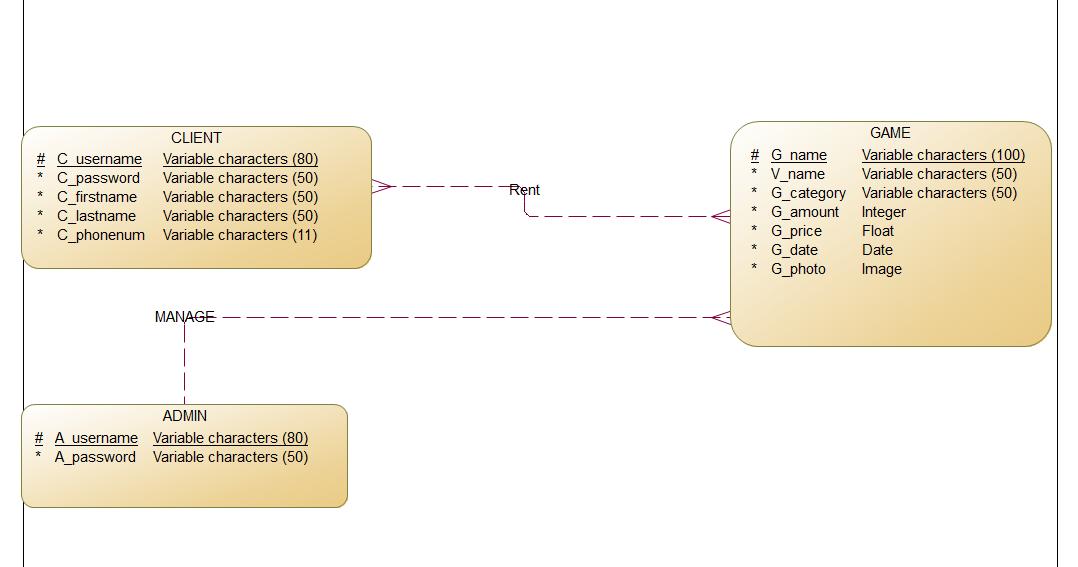 CLIENT
# C_username Variable characters (80)
* C_password Variable characters (50)
* C_firstname Variable characters (50)
* C_lastname Variable characters (50)
* C_phonenum Variable characters (11)
GAME
# G_name Variable characters (100)
* V_name Variable characters (50)
* G_category Variable characters (50)
* G_amount Integer
* G_price Float
* G_date Date
* G_photo Image
Rent
MANAGE
ADMIN
# A_username Variable characters (80)
* A_password Variable characters (50)